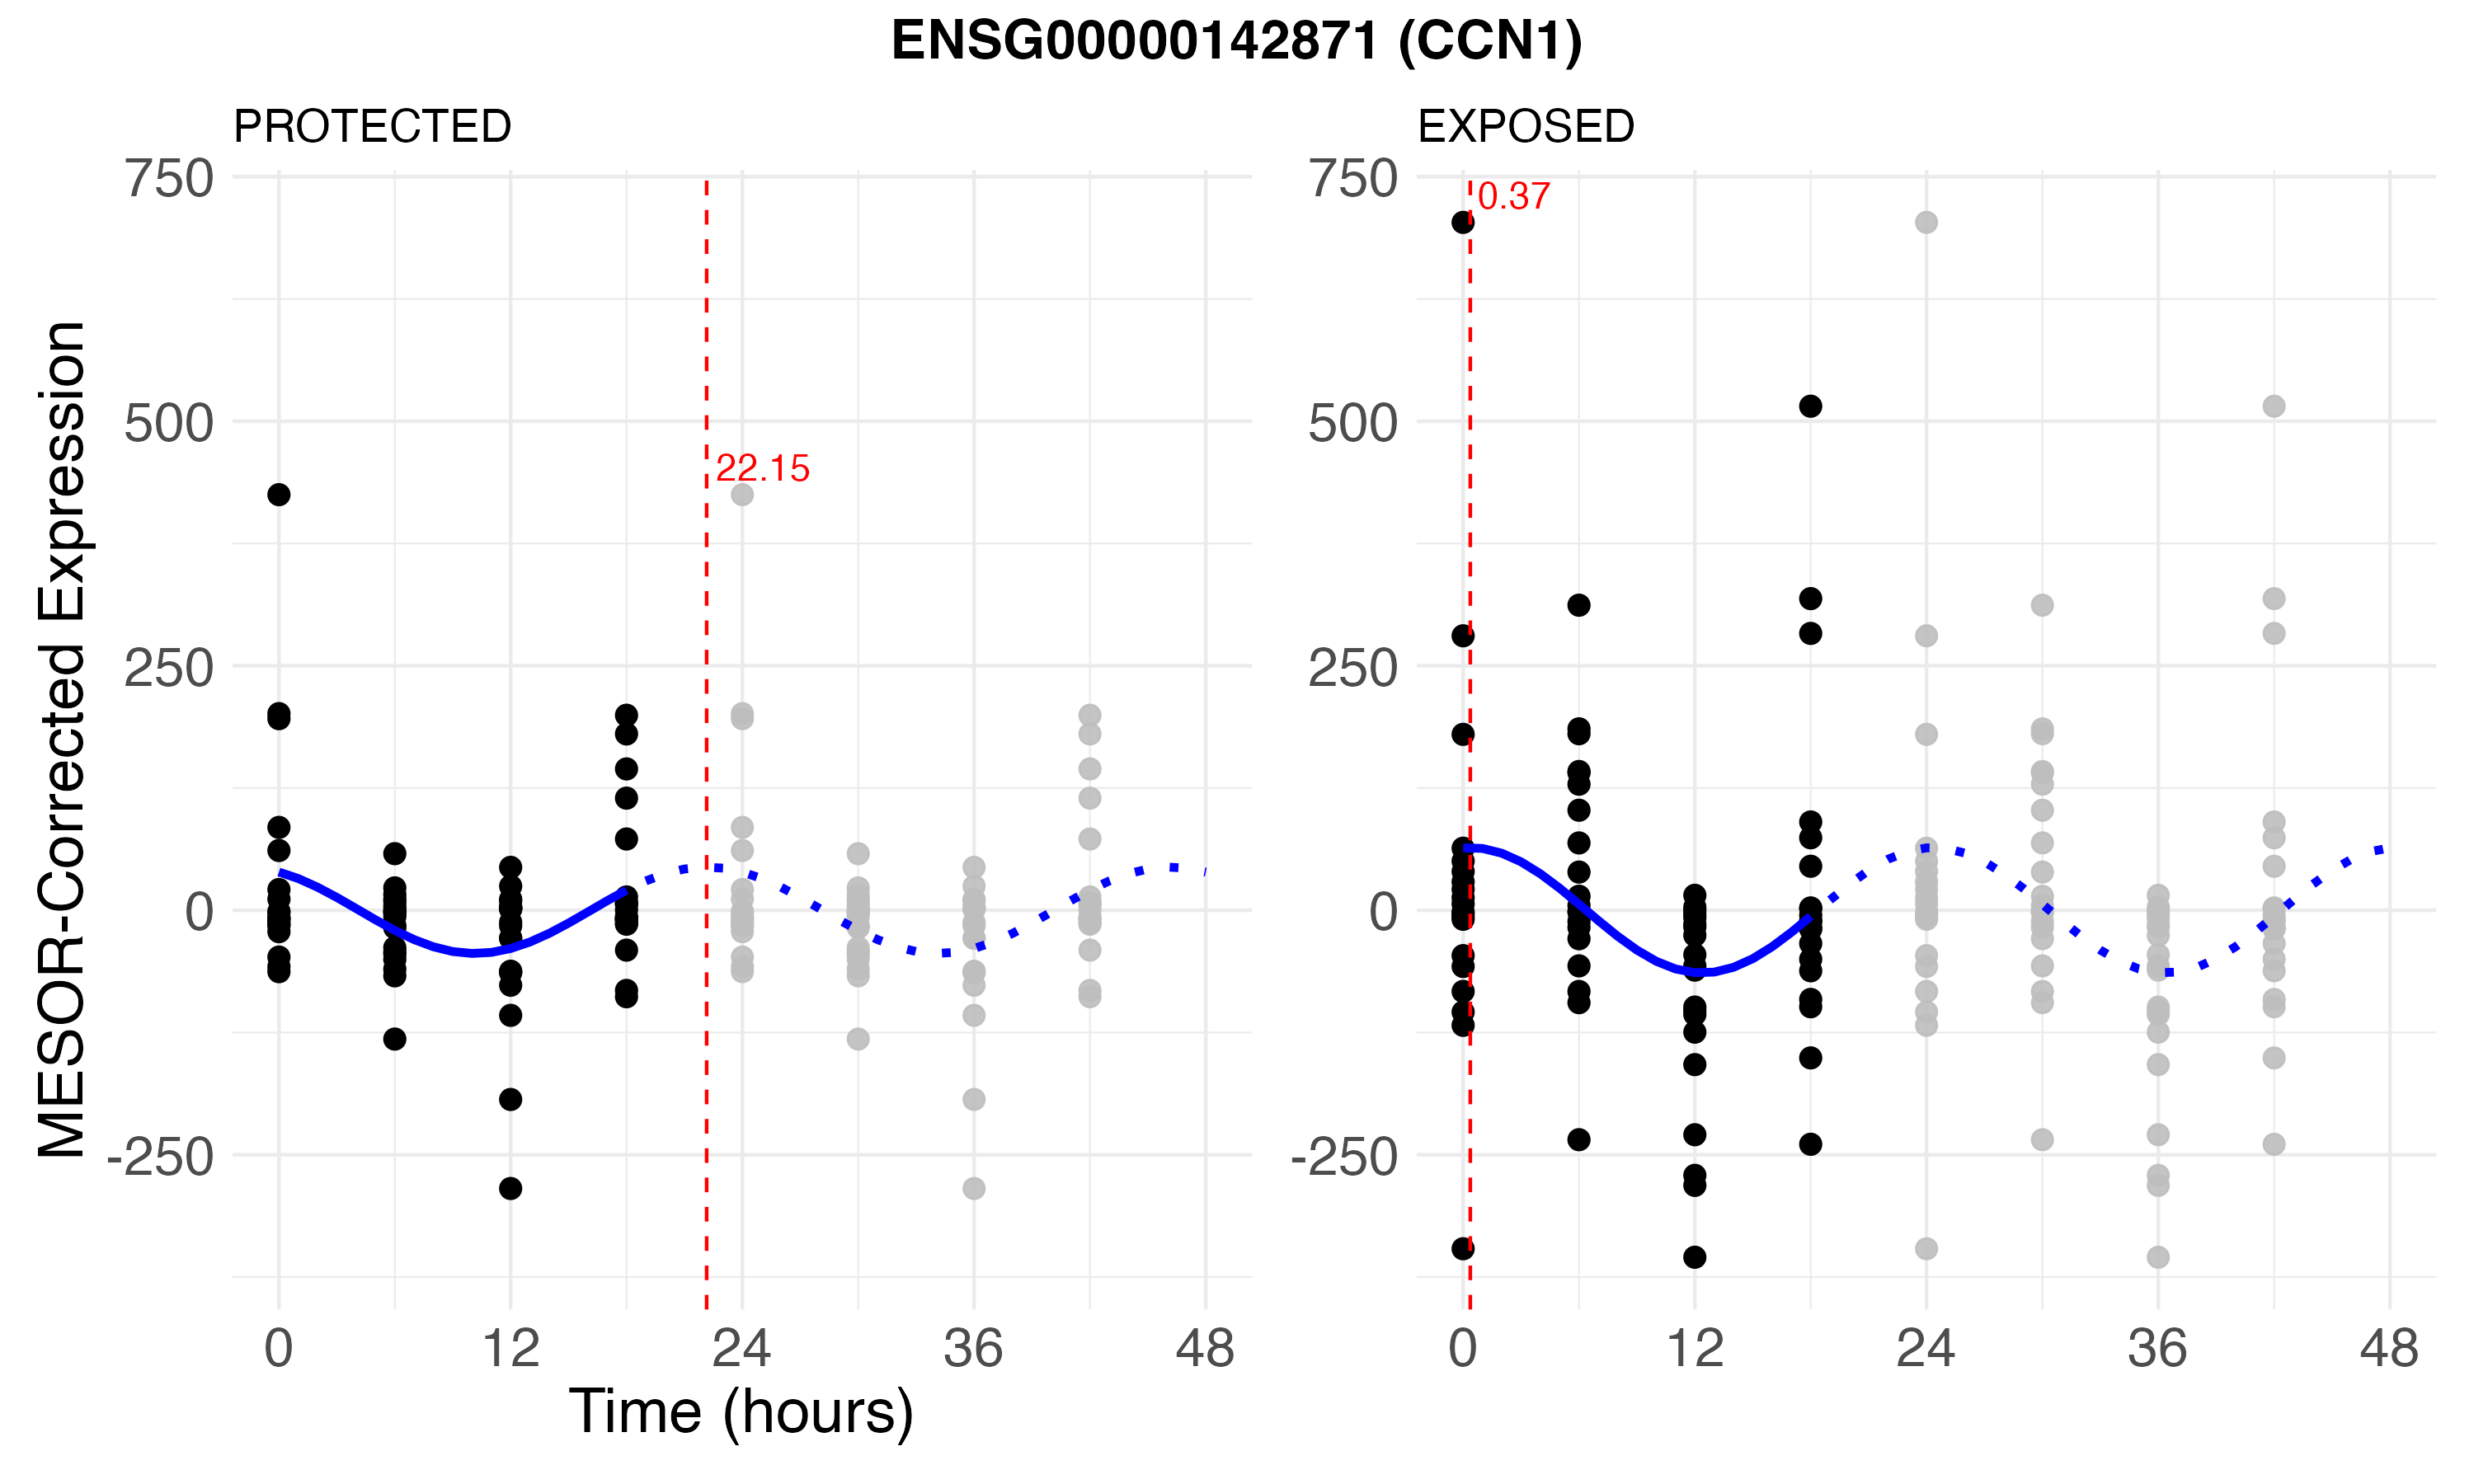 ENSG00000142871 (CCN1)
PROTECTED
EXPOSED
MESOR-Corrected Expression
750
500
250
0
-250
22.15
0 12 24 36 48
750
500
250
0
-250
0.37
0 12 24 36 48
Time (hours)